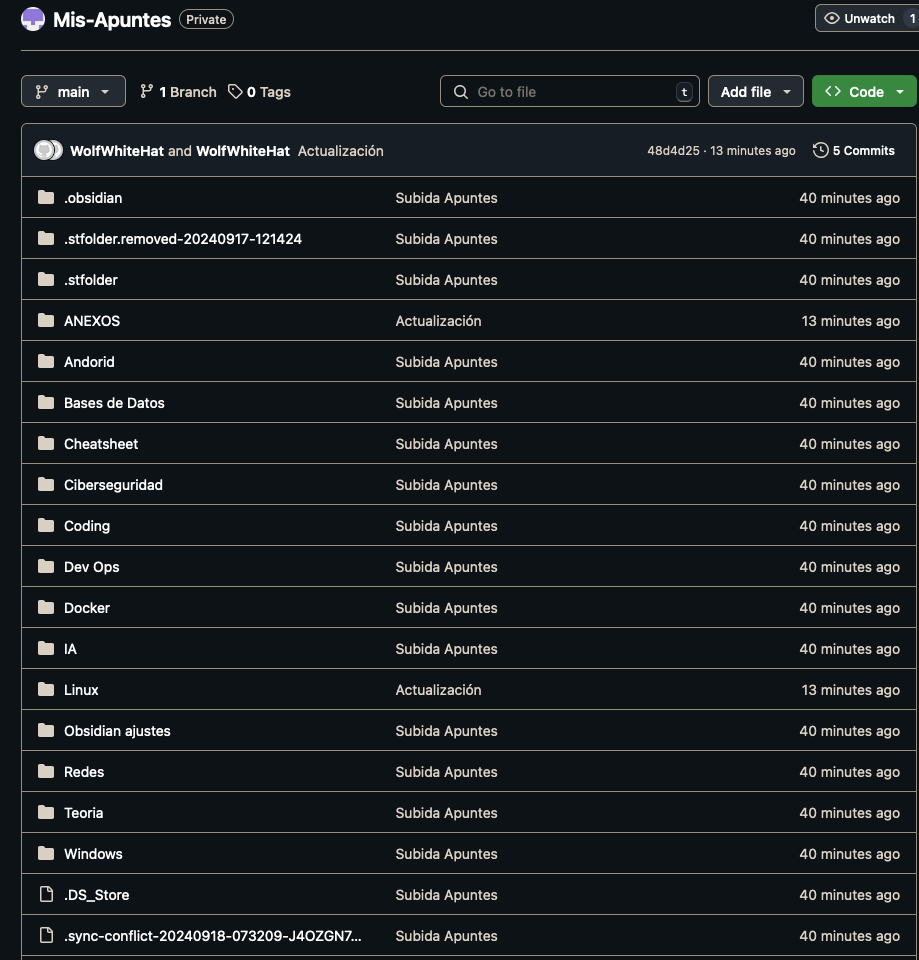 Mis-Apuntes Private
Unwatch 1
main 1 Branch 0 Tags Go to file t Add file Code
WolfWhiteHat and WolfWhiteHat Actualización 48d4d25 · 13 minutes ago 5 Commits
.obsidian Subida Apuntes 40 minutes ago
.stfolder.removed-20240917-121424 Subida Apuntes 40 minutes ago
.stfolder Subida Apuntes 40 minutes ago
ANEXOS Actualización 13 minutes ago
Andorid Subida Apuntes 40 minutes ago
Bases de Datos Subida Apuntes 40 minutes ago
Cheatsheet Subida Apuntes 40 minutes ago
Ciberseguridad Subida Apuntes 40 minutes ago
Coding Subida Apuntes 40 minutes ago
Dev Ops Subida Apuntes 40 minutes ago
Docker Subida Apuntes 40 minutes ago
IA Subida Apuntes 40 minutes ago
Linux Actualización 13 minutes ago
Obsidian ajustes Subida Apuntes 40 minutes ago
Redes Subida Apuntes 40 minutes ago
Teoria Subida Apuntes 40 minutes ago
Windows Subida Apuntes 40 minutes ago
.DS_Store Subida Apuntes 40 minutes ago
.sync-conflict-20240918-073209-J4OZGN7... Subida Apuntes 40 minutes ago